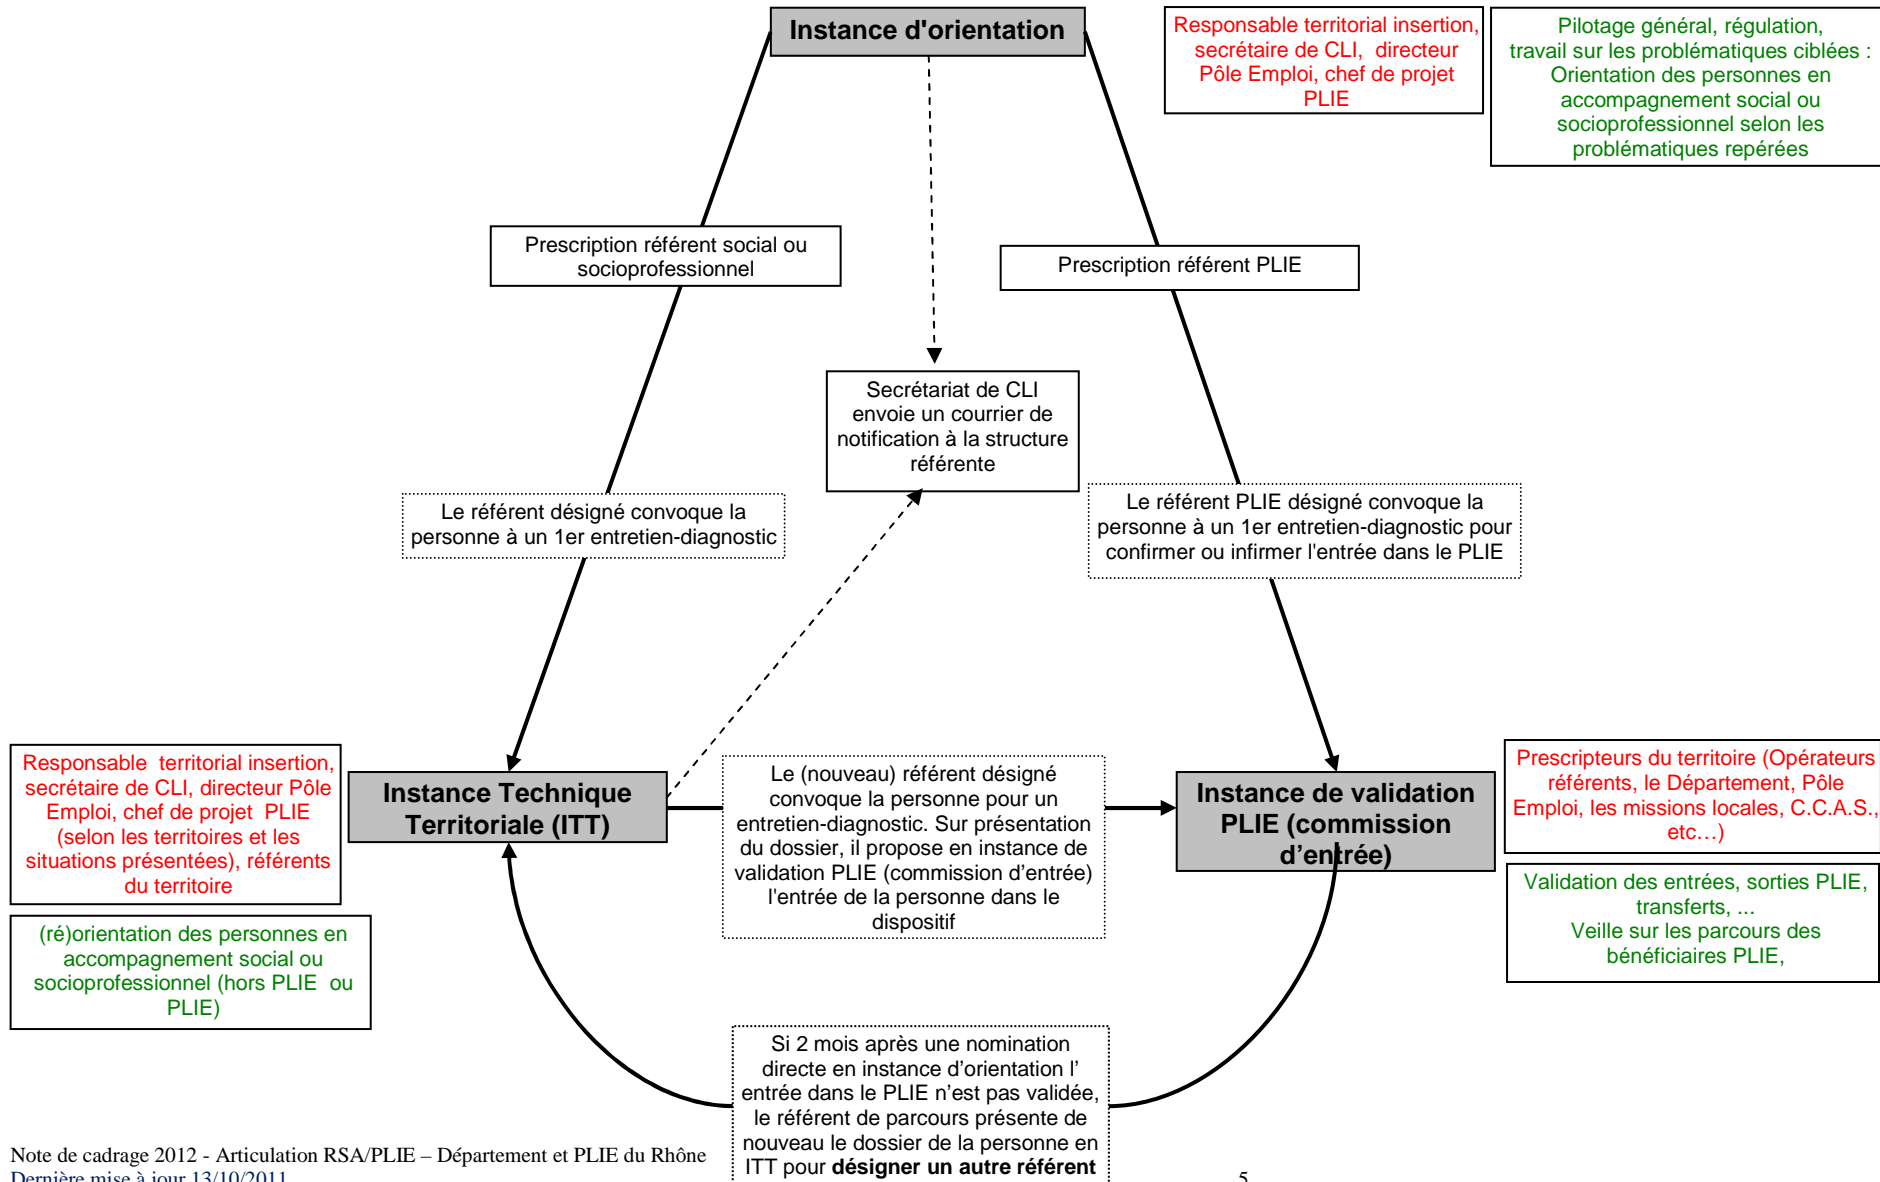 Instance d'orientation
Responsable territorial insertion,
secrétaire de CLI,  directeur
Pôle Emploi, chef de projet
PLIE
Pilotage général, régulation,
travail sur les problématiques ciblées :
Orientation des personnes en
accompagnement social ou
socioprofessionnel selon les
problématiques repérées
Prescription référent social ou
socioprofessionnel
Prescription référent PLIE
Secrétariat de CLI
envoie un courrier de
notification à la structure
référente
Le référent désigné convoque la
personne à un 1er entretien-diagnostic
Le référent PLIE désigné convoque la
personne à un 1er entretien-diagnostic pour
confirmer ou infirmer l'entrée dans le PLIE
Responsable  territorial insertion,
secrétaire de CLI, directeur Pôle
Emploi, chef de projet  PLIE
(selon les territoires et les
situations présentées), référents
du territoire
Instance Technique
Territoriale (ITT)
Le (nouveau) référent désigné
convoque la personne pour un
entretien-diagnostic. Sur présentation
du dossier, il propose en instance de
validation PLIE (commission d’entrée)
l'entrée de la personne dans le
dispositif
Instance de validation
PLIE (commission
d’entrée)
Prescripteurs du territoire (Opérateurs
référents, le Département, Pôle
Emploi, les missions locales, C.C.A.S.,
etc…)
Validation des entrées, sorties PLIE,
transferts, ...
Veille sur les parcours des
bénéficiaires PLIE,
(ré)orientation des personnes en
accompagnement social ou
socioprofessionnel (hors PLIE  ou
PLIE)
Si 2 mois après une nomination
directe en instance d’orientation l’
entrée dans le PLIE n’est pas validée,
le référent de parcours présente de
nouveau le dossier de la personne en
ITT pour désigner un autre référent
Note de cadrage 2012 - Articulation RSA/PLIE – Département et PLIE du Rhône
Dernière mise à jour 13/10/2011
5